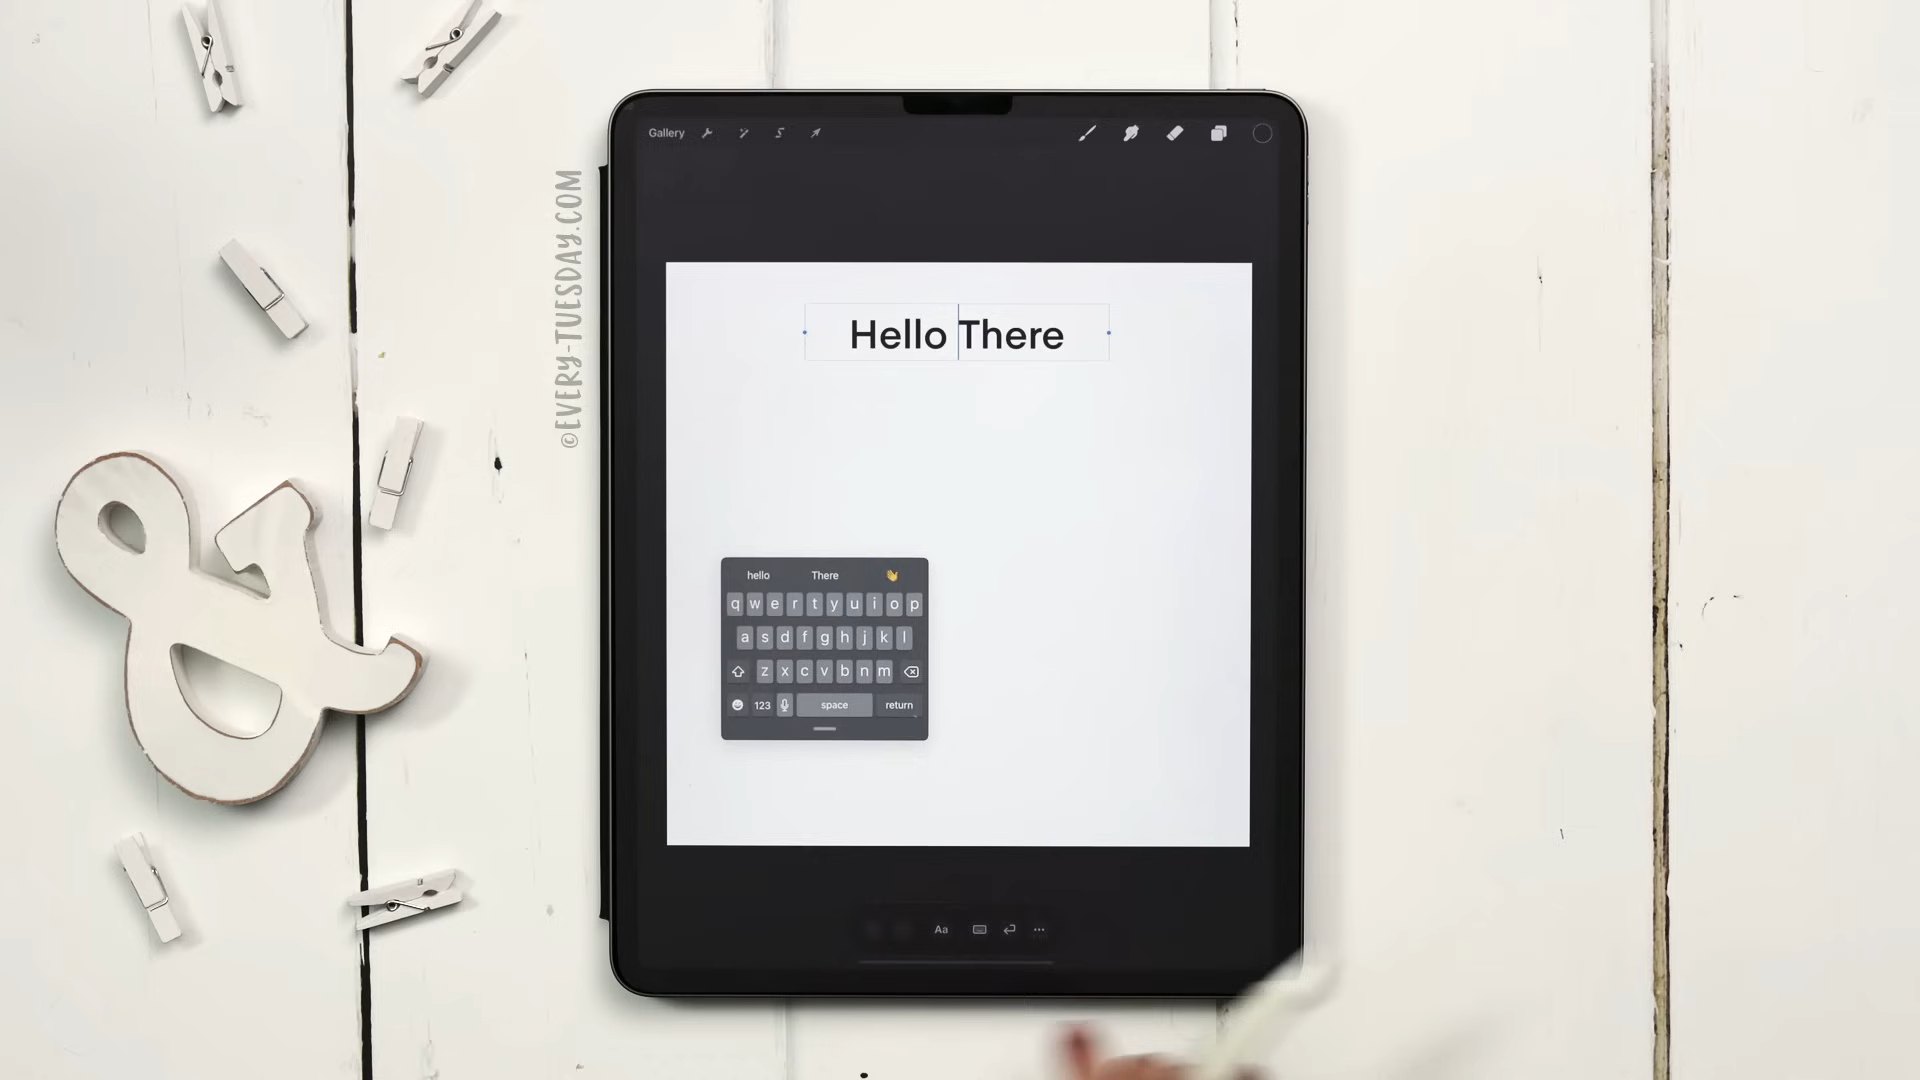 ©EVERY-TUESDAY.COM
Gallery
Hello There
hello There 👋
q w e r t y u i o p
a s d f g h j k l
z x c v b n m
123 space return
Aa
&